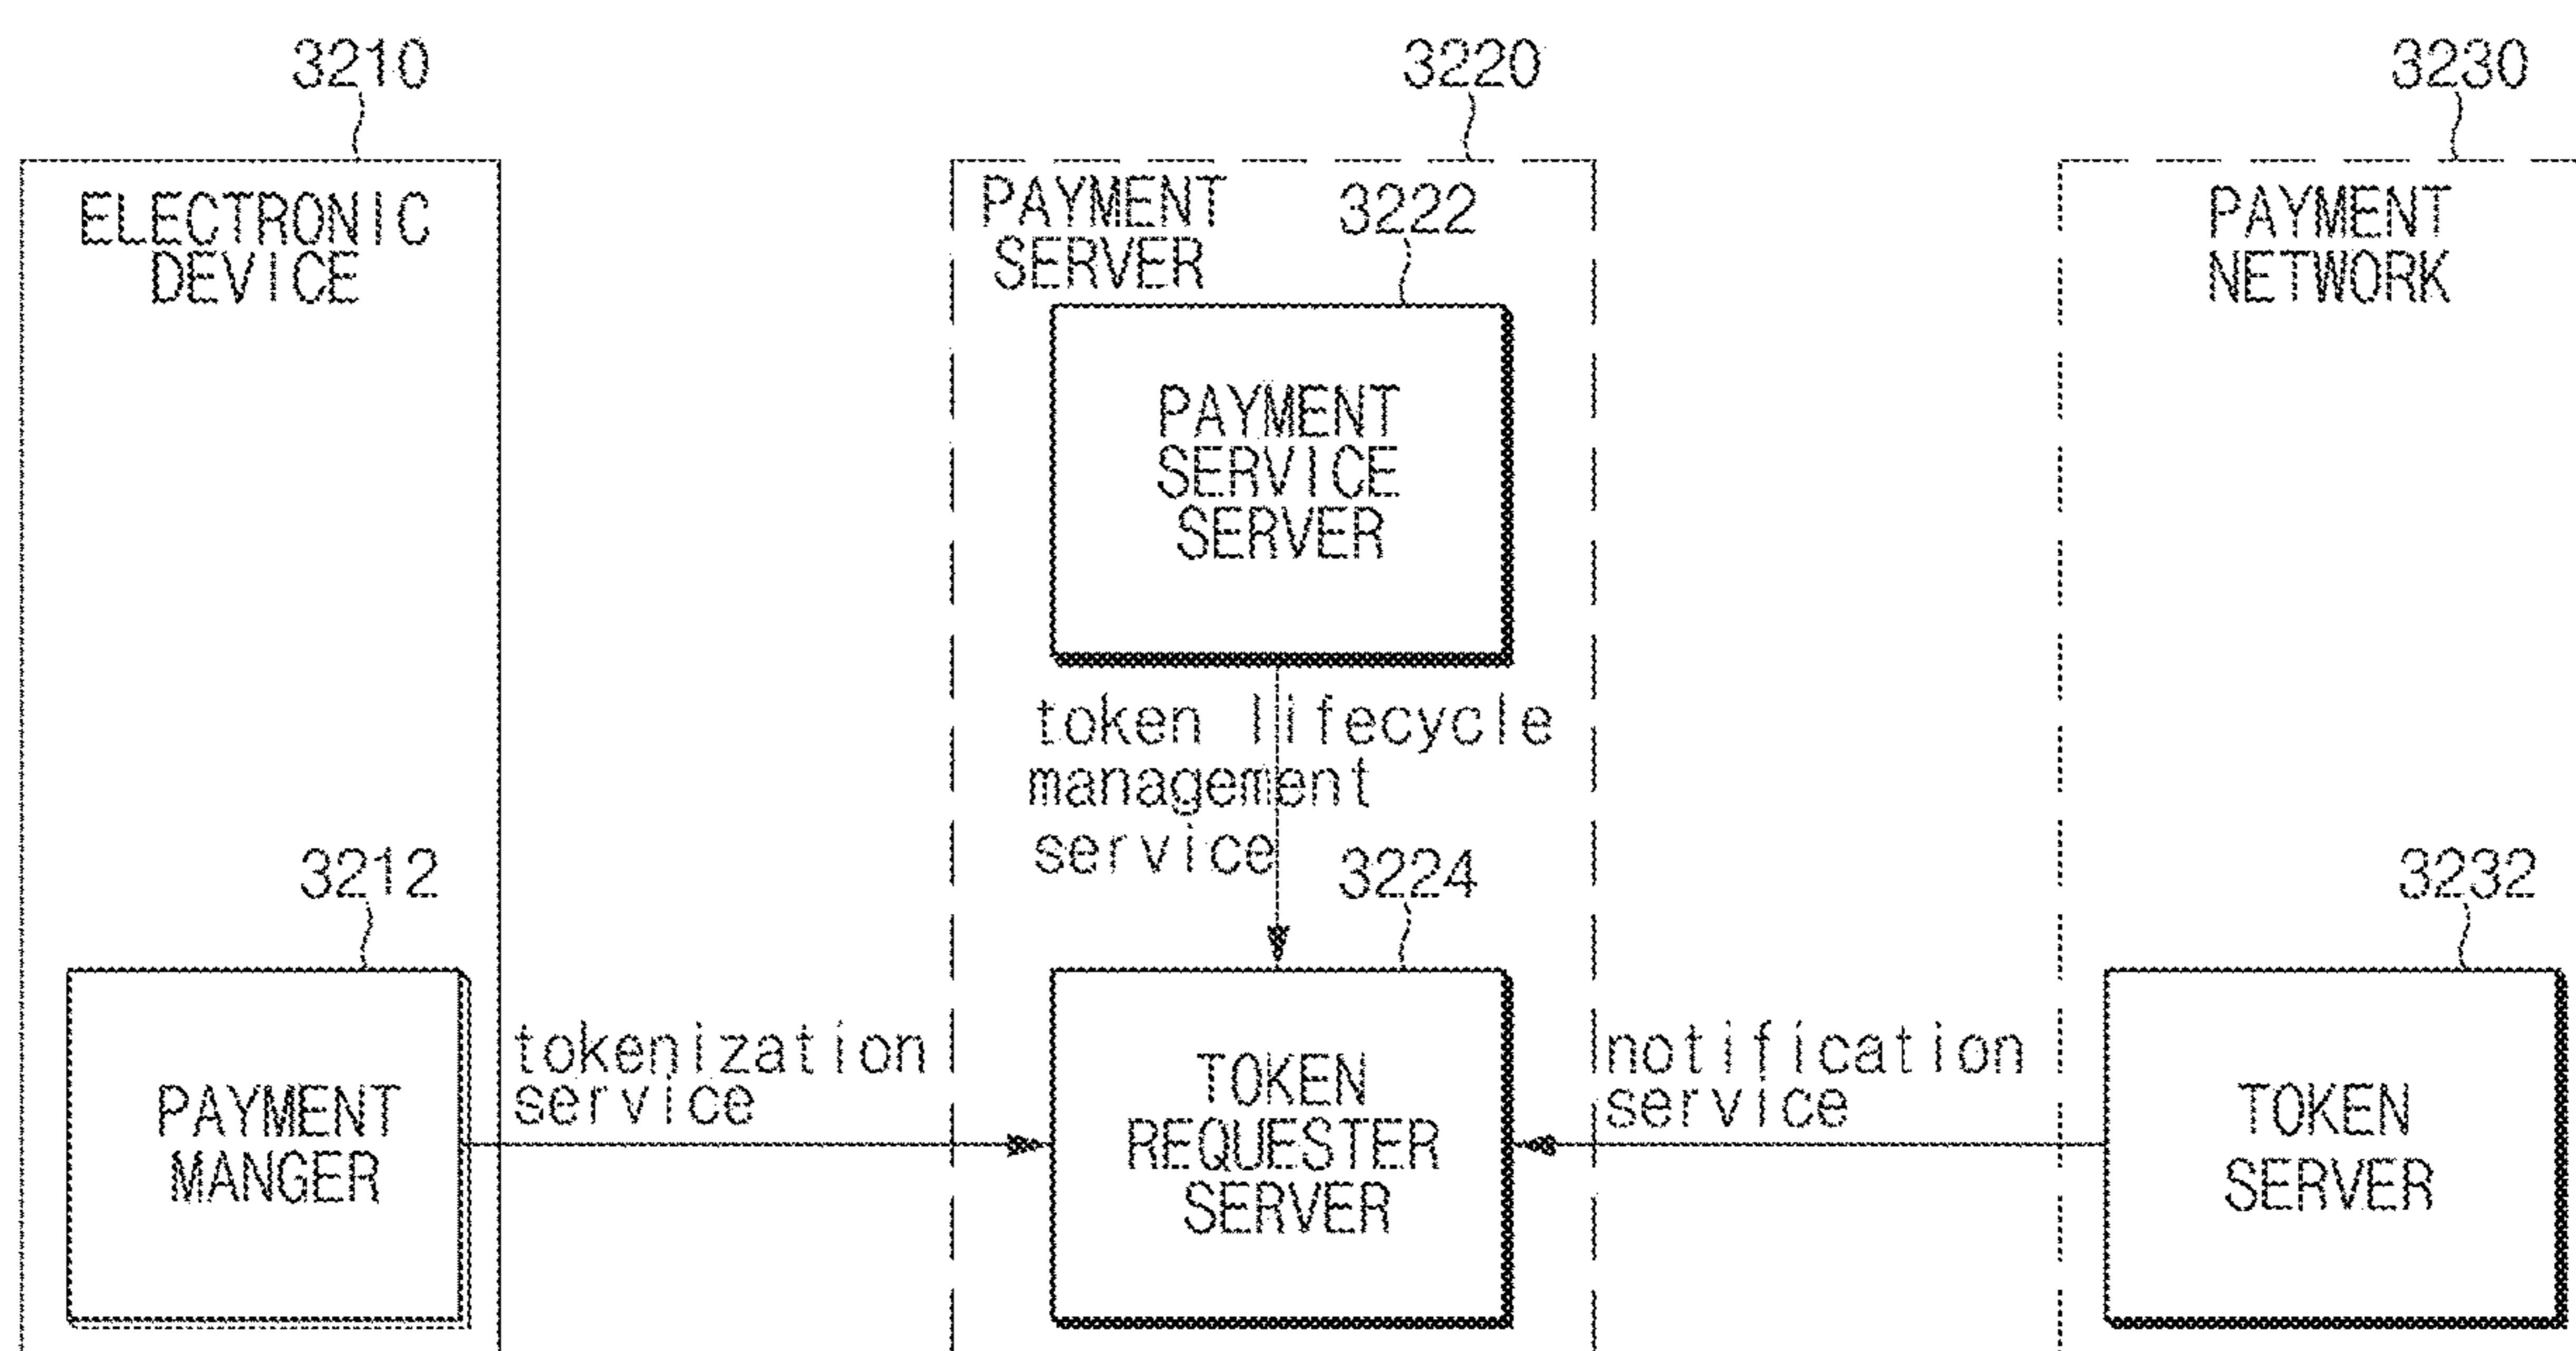 3210
3220
3230
ELECTRONIC
DEVICE
PAYMENT
SERVER
3222
PAYMENT
NETWORK
PAYMENT
SERVICE
SERVER
token lifecycle
management
service
3212
3224
3232
PAYMENT
MANGER
tokenization
service
TOKEN
REQUESTER
SERVER
notification
service
TOKEN
SERVER